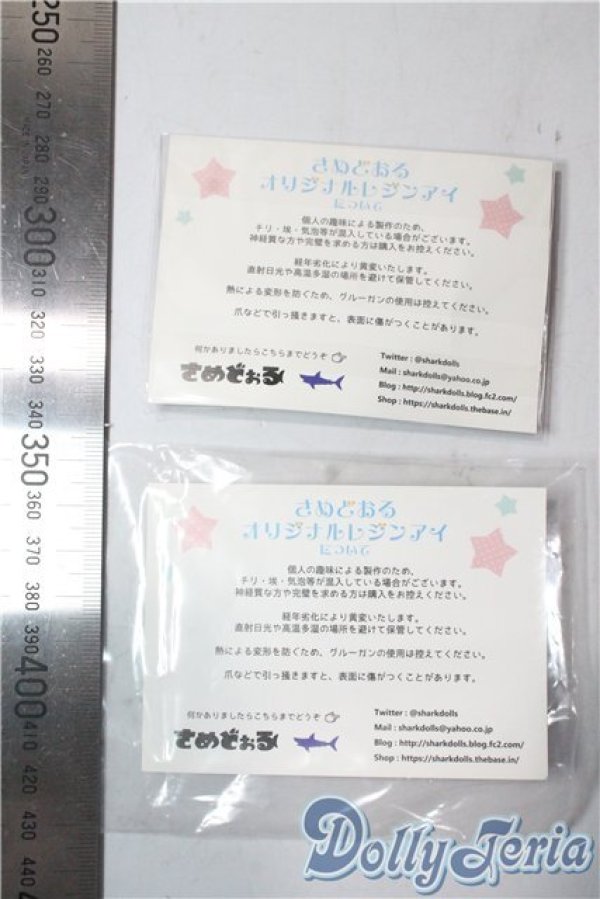 250
260
270
280
290
300
310
320
330
340
350
360
370
380
390
400
410
420
430
440
さめどおる
オリジナルレジンアイ
について
個人の趣味による製作のため、
チリ・埃・気泡等が混入している場合がございます。
神経質な方や完璧を求める方は購入をお控えください。
経年劣化により黄変いたします。
直射日光や高温多湿の場所を避けて保管してください。
熱による変形を防ぐため、グルーガンの使用は控えてください。
爪などで引っ掻きますと、表面に傷がつくことがあります。
何かありましたらこちらまでどうぞ
さめどおる
Twitter : @sharkdolls
Mail : sharkdolls@yahoo.co.jp
Blog : http://sharkdolls.blog.fc2.com/
Shop : https://sharkdolls.thebase.in/
さめどおる
オリジナルレジンアイ
について
個人の趣味による製作のため、
チリ・埃・気泡等が混入している場合がございます。
神経質な方や完璧を求める方は購入をお控えください。
経年劣化により黄変いたします。
直射日光や高温多湿の場所を避けて保管してください。
熱による変形を防ぐため、グルーガンの使用は控えてください。
爪などで引っ掻きますと、表面に傷がつくことがあります。
何かありましたらこちらまでどうぞ
さめどおる
Twitter : @sharkdolls
Mail : sharkdolls@yahoo.co.jp
Blog : http://sharkdolls.blog.fc2.com/
Shop : https://sharkdolls.thebase.in/
DollyTeria